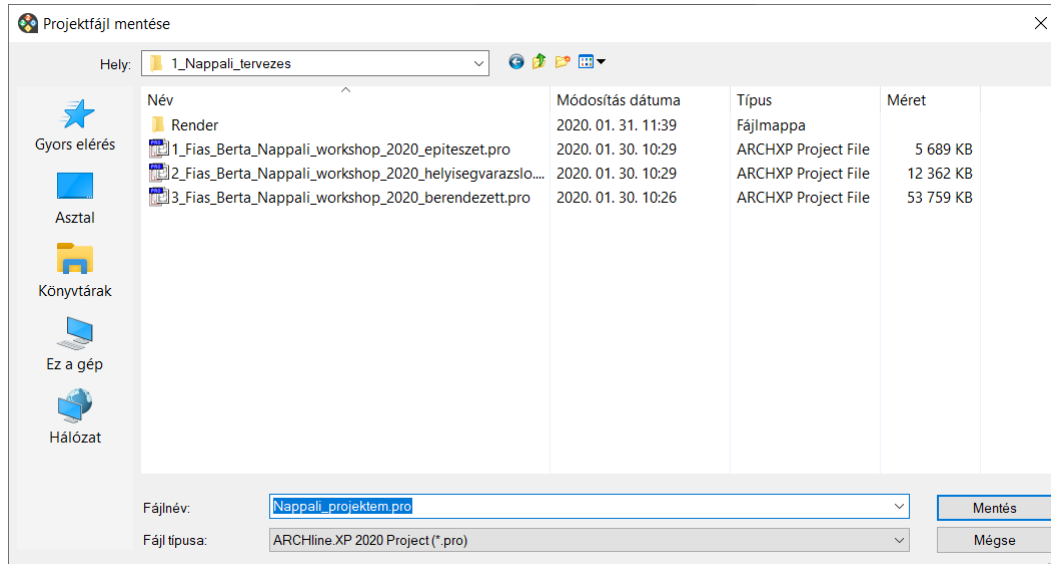 Projektfájl mentése
Hely: 1_Nappali_tervezes
Név Módosítás dátuma Típus Méret
Render 2020. 01. 31. 11:39 Fájlmappa
1_Fias_Berta_Nappali_workshop_2020_epiteszet.pro 2020. 01. 30. 10:29 ARCHXP Project File 5 689 KB
2_Fias_Berta_Nappali_workshop_2020_helyisegvarazslo.... 2020. 01. 30. 10:29 ARCHXP Project File 12 362 KB
3_Fias_Berta_Nappali_workshop_2020_berendezett.pro 2020. 01. 30. 10:26 ARCHXP Project File 53 759 KB
Gyors elérés
Asztal
Könyvtárak
Ez a gép
Hálózat
Fájlnév: Nappali_projektem.pro Mentés
Fájl típusa: ARCHline.XP 2020 Project (*.pro) Mégse